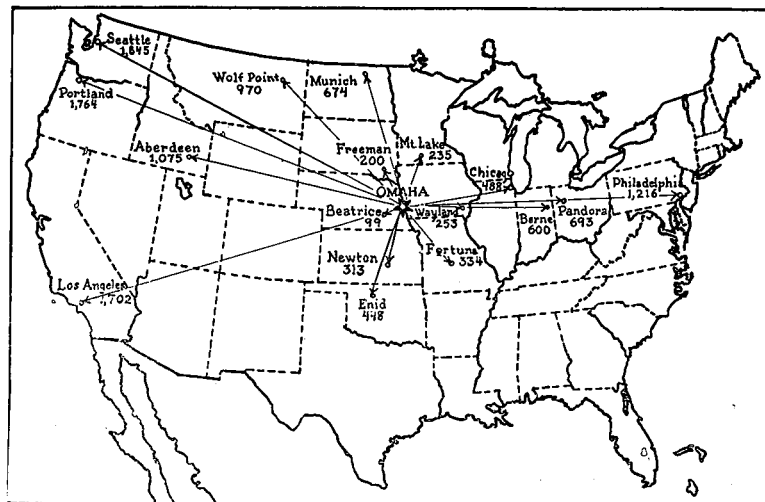 Seattle
1,845
Portland
1,764
Wolf Point
970
Munich
674
Aberdeen
1,075
Freeman
200
Mt. Lake
235
Chicago
488
OMAHA
Beatrice
99
Wayland
253
Berne
600
Pandora
693
Philadelphia
1,216
Newton
313
Fortuna
334
Enid
448
Los Angeles
1,702